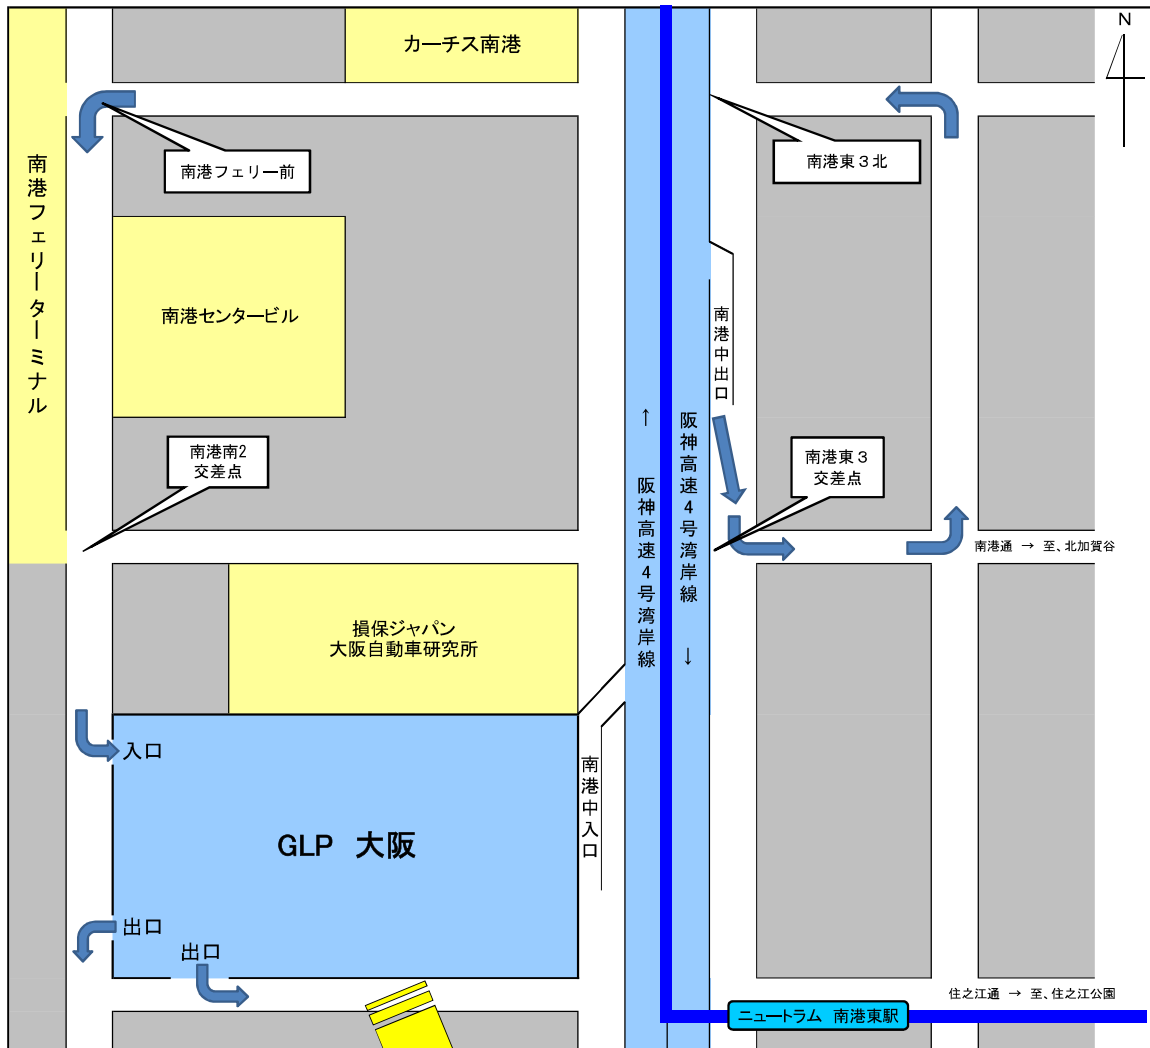 カーチス南港
N
南港フェリー前
南港東３北
南港フェリーターミナル
南港センタービル
南港中出口
↑ 阪神高速4号湾岸線
阪神高速4号湾岸線 ↓
南港南2
交差点
南港東３
交差点
南港通 → 至、北加賀谷
損保ジャパン
大阪自動車研究所
入口
南港中入口
GLP 大阪
出口
出口
住之江通 → 至、住之江公園
ニュートラム 南港東駅